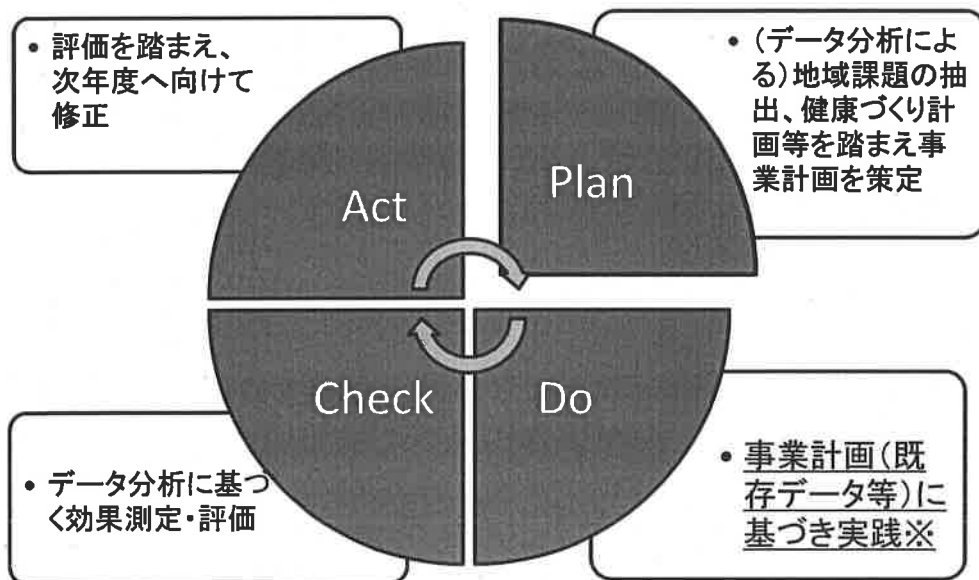 • 評価を踏まえ、
次年度へ向けて
修正
• (データ分析によ
る)地域課題の抽
出、健康づくり計
画等を踏まえ事
業計画を策定
Act
Plan
Check
Do
• データ分析に基づ
く効果測定・評価
• 事業計画(既
存データ等)に
基づき実践※